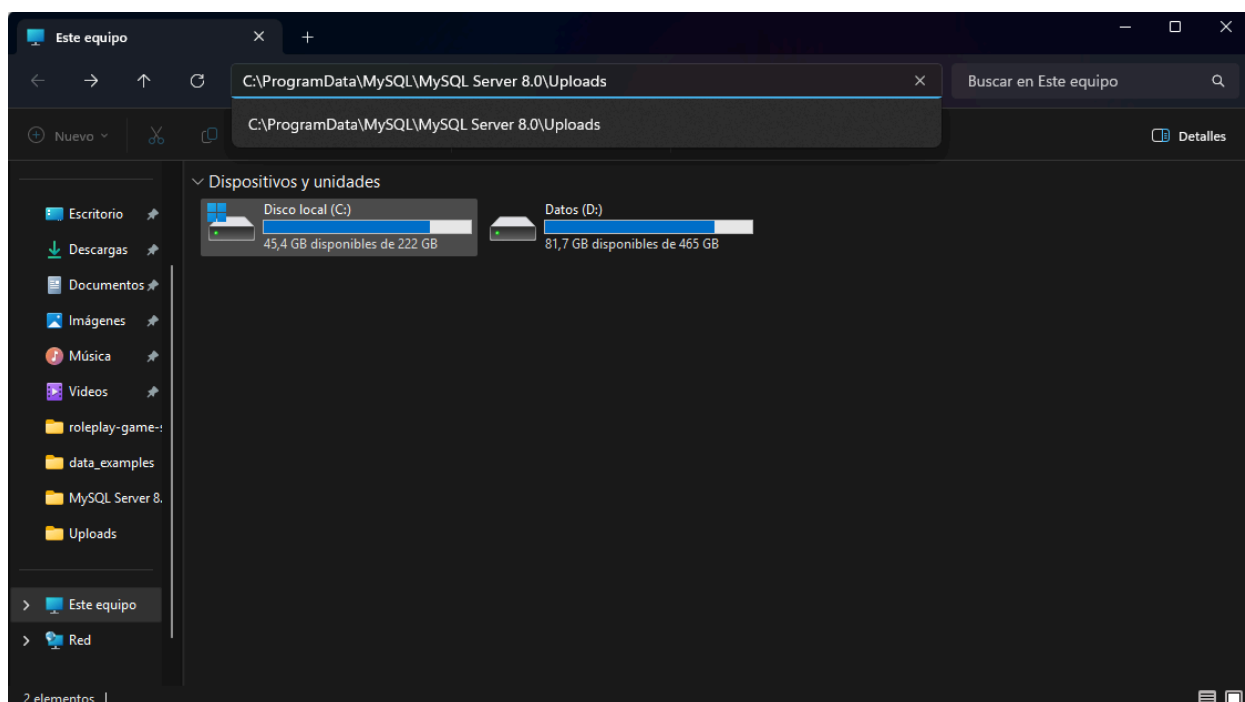 Este equipo
C:\ProgramData\MySQL\MySQL Server 8.0\Uploads
Buscar en Este equipo
C:\ProgramData\MySQL\MySQL Server 8.0\Uploads
Nuevo
Detalles
Dispositivos y unidades
Disco local (C:)
45,4 GB disponibles de 222 GB
Datos (D:)
81,7 GB disponibles de 465 GB
Escritorio
Descargas
Documentos
Imágenes
Música
Videos
roleplay-game-s
data_examples
MySQL Server 8.
Uploads
Este equipo
Red
2 elementos